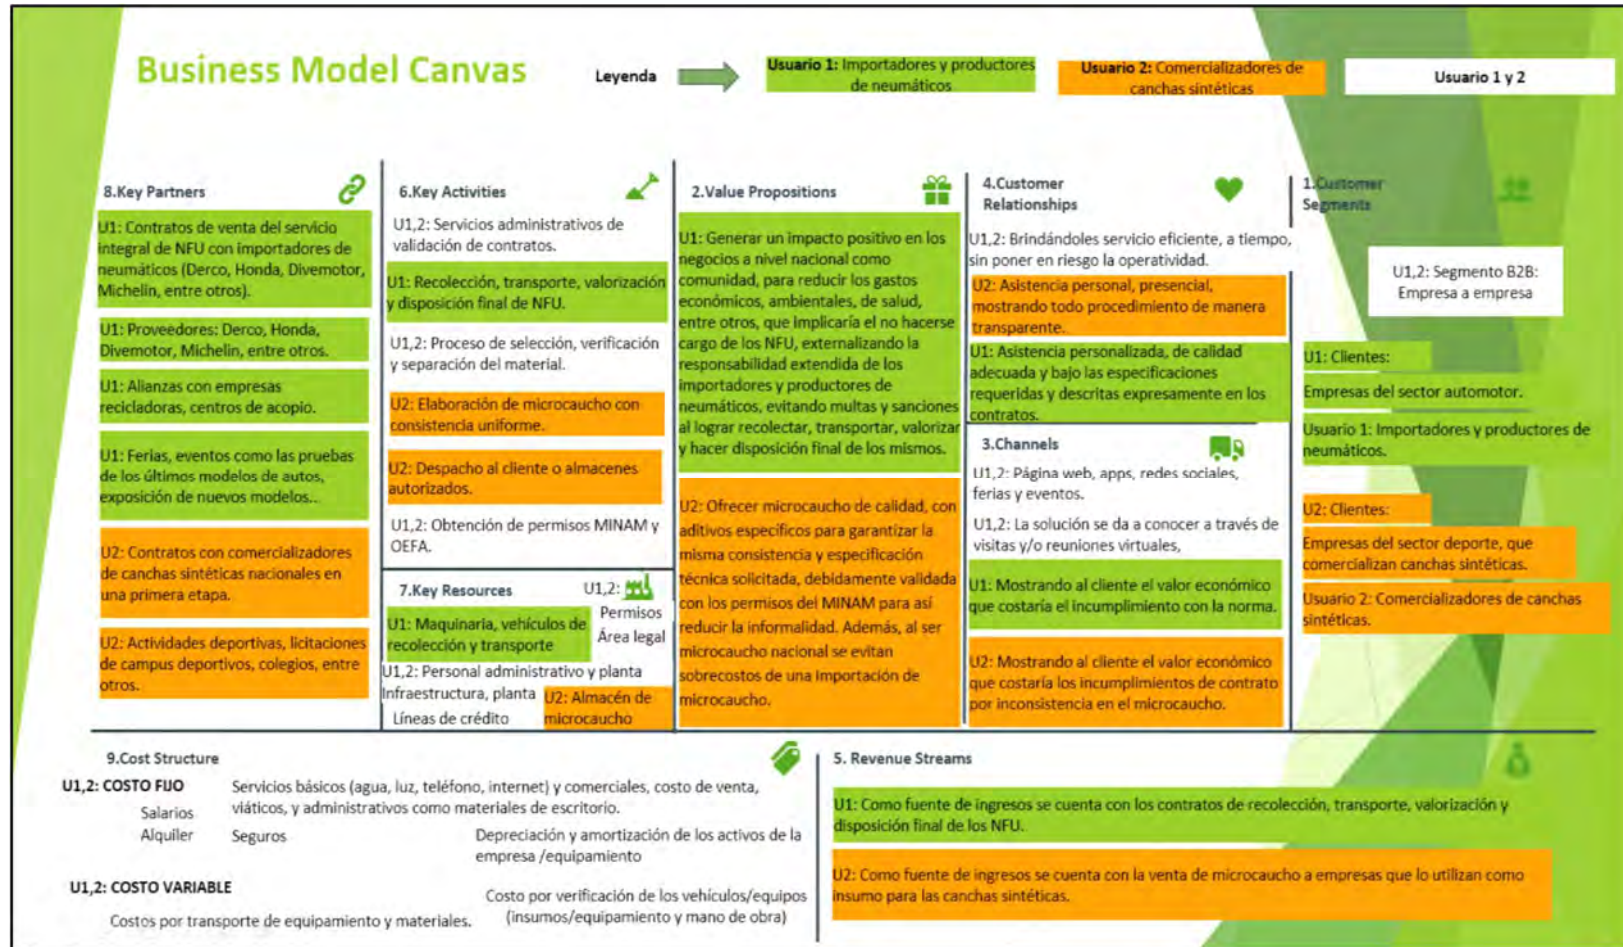 Business Model Canvas
Leyenda
Usuario 1: Importadores y productores
de neumáticos
Usuario 2: Comercializadores de
canchas sintéticas
Usuario 1 y 2
8.Key Partners
U1: Contratos de venta del servicio
integral de NFU con importadores de
neumáticos (Derco, Honda, Divemotor,
Michelin, entre otros).
U1: Proveedores: Derco, Honda,
Divemotor, Michelin, entre otros.
U1: Alianzas con empresas
recicladoras, centros de acopio.
U1: Ferias, eventos como las pruebas
de los últimos modelos de autos,
exposición de nuevos modelos...
U2: Contratos con comercializadores
de canchas sintéticas nacionales en
una primera etapa.
U2: Actividades deportivas, licitaciones
de campus deportivos, colegios, entre
otros.
6.Key Activities
U1,2: Servicios administrativos de
validación de contratos.
U1: Recolección, transporte, valorización
y disposición final de NFU.
U1,2: Proceso de selección, verificación
y separación del material.
U2: Elaboración de microcaucho con
consistencia uniforme.
U2: Despacho al cliente o almacenes
autorizados.
U1,2: Obtención de permisos MINAM y
OEFA.
7.Key Resources
U1,2:
Permisos
Área legal
U1: Maquinaria, vehículos de
recolección y transporte
U1,2: Personal administrativo y planta
Infraestructura, planta
Líneas de crédito
U2: Almacén de
microcaucho
2.Value Propositions
U1: Generar un impacto positivo en los
negocios a nivel nacional como
comunidad, para reducir los gastos
económicos, ambientales, de salud,
entre otros, que implicaría el no hacerse
cargo de los NFU, externalizando la
responsabilidad extendida de los
importadores y productores de
neumáticos, evitando multas y sanciones
al lograr recolectar, transportar, valorizar
y hacer disposición final de los mismos.
U2: Ofrecer microcaucho de calidad, con
aditivos específicos para garantizar la
misma consistencia y especificación
técnica solicitada, debidamente validada
con los permisos del MINAM para así
reducir la informalidad. Además, al ser
microcaucho nacional se evitan
sobrecostos de una importación de
microcaucho.
4.Customer
Relationships
U1,2: Brindándoles servicio eficiente, a tiempo,
sin poner en riesgo la operatividad.
U2: Asistencia personal, presencial,
mostrando todo procedimiento de manera
transparente.
U1: Asistencia personalizada, de calidad
adecuada y bajo las especificaciones
requeridas y descritas expresamente en los
contratos.
3.Channels
U1,2: Página web, apps, redes sociales,
ferias y eventos.
U1,2: La solución se da a conocer a través de
visitas y/o reuniones virtuales,
U1: Mostrando al cliente el valor económico
que costaría el incumplimiento con la norma.
U2: Mostrando al cliente el valor económico
que costaría los incumplimientos de contrato
por inconsistencia en el microcaucho.
1.Customer
Segments
U1,2: Segmento B2B:
Empresa a empresa
U1: Clientes:
Empresas del sector automotor.
Usuario 1: Importadores y productores de
neumáticos.
U2: Clientes:
Empresas del sector deporte, que
comercializan canchas sintéticas.
Usuario 2: Comercializadores de canchas
sintéticas.
9.Cost Structure
U1,2: COSTO FIJO
Salarios
Alquiler
Servicios básicos (agua, luz, teléfono, internet) y comerciales, costo de venta,
viáticos, y administrativos como materiales de escritorio.
Seguros
Depreciación y amortización de los activos de la
empresa /equipamiento
U1,2: COSTO VARIABLE
Costos por transporte de equipamiento y materiales.
Costo por verificación de los vehículos/equipos
(insumos/equipamiento y mano de obra)
5. Revenue Streams
U1: Como fuente de ingresos se cuenta con los contratos de recolección, transporte, valorización y
disposición final de los NFU.
U2: Como fuente de ingresos se cuenta con la venta de microcaucho a empresas que lo utilizan como
insumo para las canchas sintéticas.